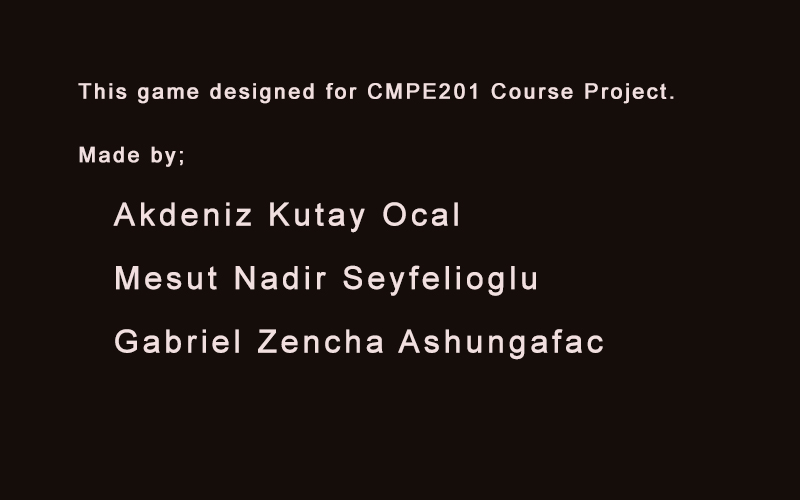 This game designed for CMPE201 Course Project.
Made by;
Akdeniz Kutay Ocal
Mesut Nadir Seyfelioglu
Gabriel Zencha Ashungafac